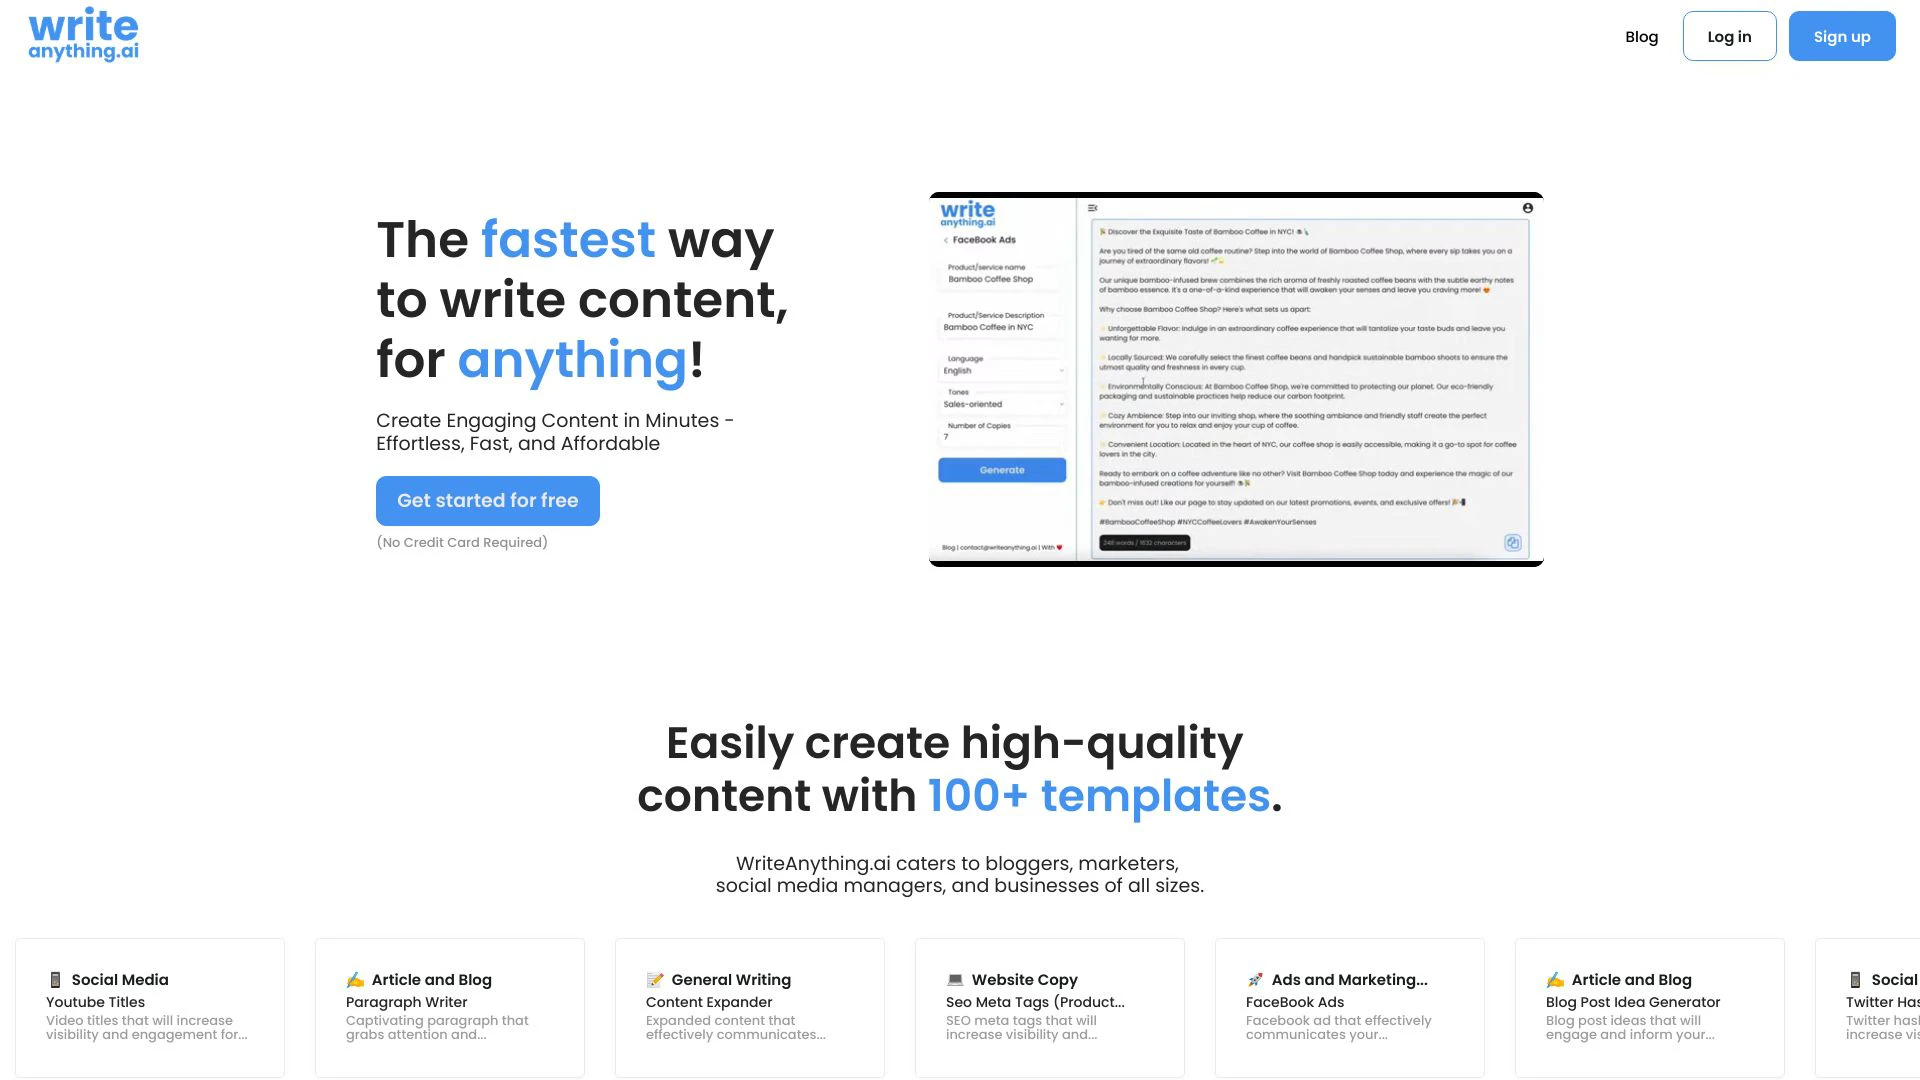 write
anything.ai
Blog
Log in
Sign up
The fastest way
to write content,
for anything!
Create Engaging Content in Minutes -
Effortless, Fast, and Affordable
Get started for free
(No Credit Card Required)
write
anything.ai
FaceBook Ads
Product/service name
Bamboo Coffee Shop
Product/Service Description
Bamboo Coffee in NYC
Language
English
Tones
Sales-oriented
Number of Copies
7
Generate
Blog | contact@writeanything.ai | With ❤️
Discover the Exquisite Taste of Bamboo Coffee in NYC!
Are you tired of the same old coffee routine? Step into the world of Bamboo Coffee Shop, where every sip takes you on a
journey of extraordinary flavors!
Our unique bamboo-infused brew combines the rich aroma of freshly roasted coffee beans with the subtle earthy notes
of bamboo essence. It's a one-of-a-kind experience that will awaken your senses and leave you craving more!
Why choose Bamboo Coffee Shop? Here's what sets us apart:
Unforgettable Flavor: Indulge in an extraordinary coffee experience that will tantalize your taste buds and leave you
wanting for more.
Locally Sourced: We carefully select the finest coffee beans and handpick sustainable bamboo shoots to ensure the
utmost quality and freshness in every cup.
Environmentally Conscious: At Bamboo Coffee Shop, we're committed to protecting our planet. Our eco-friendly
packaging and sustainable practices help reduce our carbon footprint.
Cozy Ambience: Step into our inviting shop, where the soothing ambiance and friendly staff create the perfect
environment for you to relax and enjoy your cup of coffee.
Convenient Location: Located in the heart of NYC, our coffee shop is easily accessible, making it a go-to spot for coffee
lovers in the city.
Ready to embark on a coffee adventure like no other? Visit Bamboo Coffee Shop today and experience the magic of our
bamboo-infused creations for yourself!
Don't miss out! Like our page to stay updated on our latest promotions, events, and exclusive offers!
#BambooCoffeeShop #NYCCoffeeLovers #AwakenYourSenses
248 words / 1632 characters
Easily create high-quality
content with 100+ templates.
WriteAnything.ai caters to bloggers, marketers,
social media managers, and businesses of all sizes.
Social Media
Youtube Titles
Video titles that will increase
visibility and engagement for...
Article and Blog
Paragraph Writer
Captivating paragraph that
grabs attention and...
General Writing
Content Expander
Expanded content that
effectively communicates...
Website Copy
Seo Meta Tags (Product...
SEO meta tags that will
increase visibility and...
Ads and Marketing...
FaceBook Ads
Facebook ad that effectively
communicates your...
Article and Blog
Blog Post Idea Generator
Blog post ideas that will
engage and inform your...
Social
Twitter Has
Twitter hash
increase vis